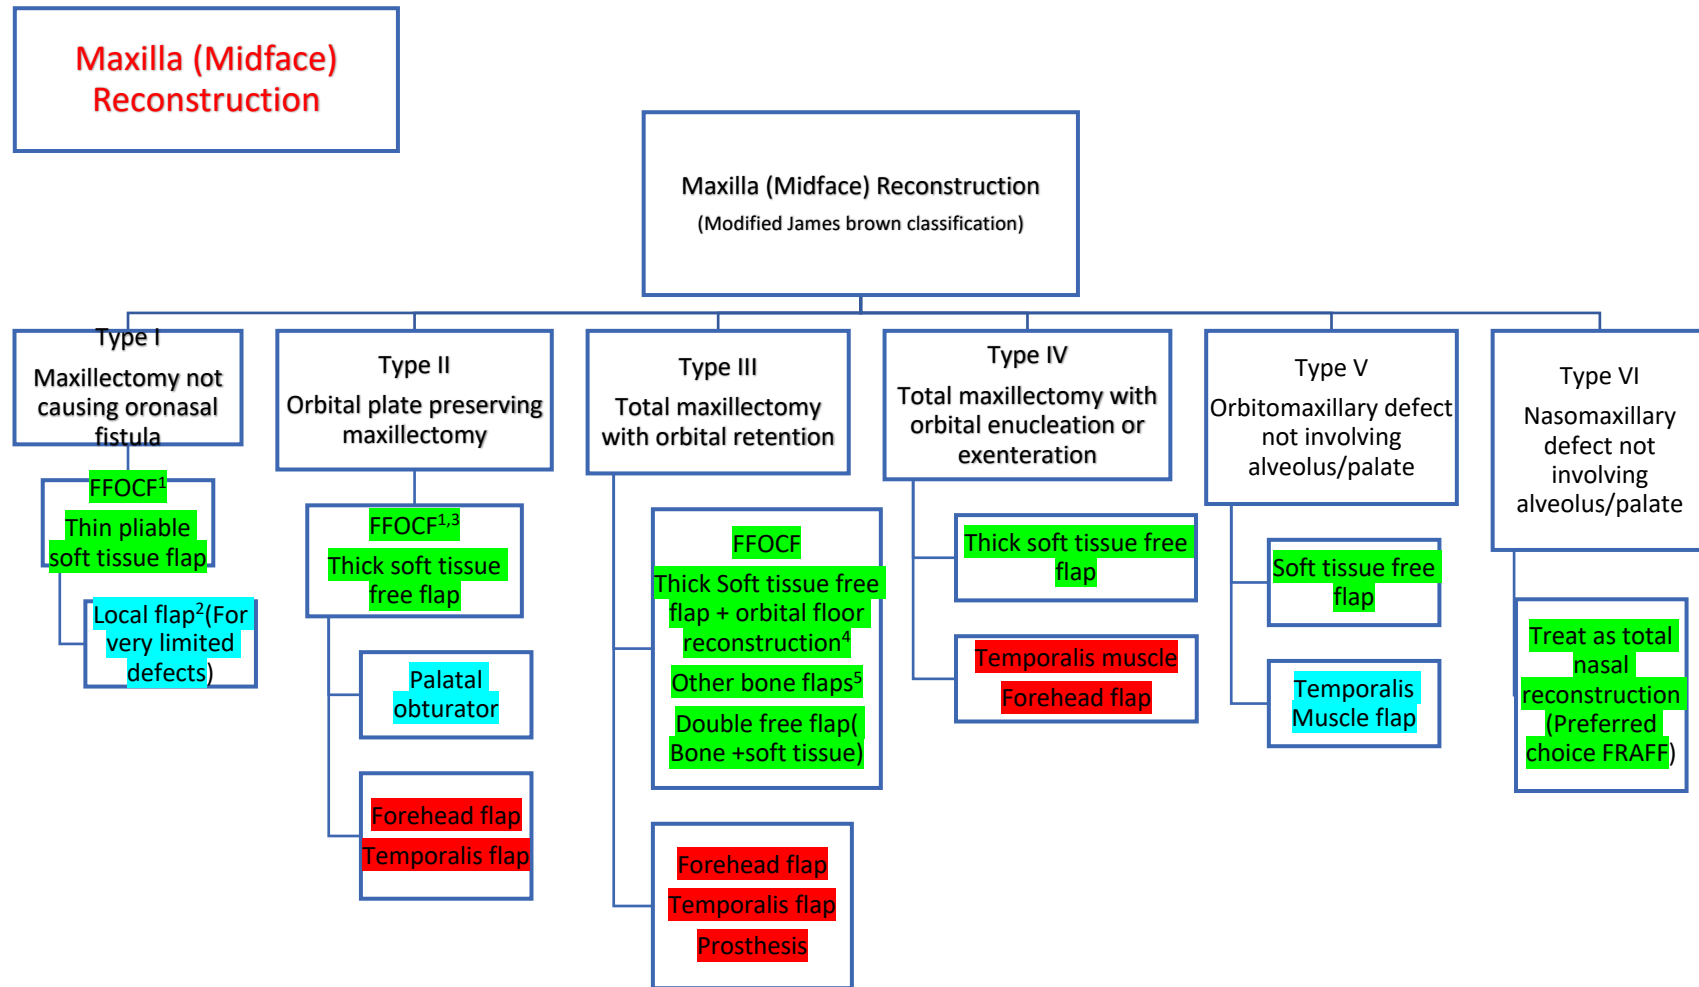 Maxilla (Midface)
Reconstruction
Maxilla (Midface) Reconstruction
(Modified James brown classification)
Type I
Maxillectomy not
causing oronasal
fistula
FFOCF¹
Thin pliable
soft tissue flap
Local flap²(For
very limited
defects)
Type II
Orbital plate preserving
maxillectomy
FFOCF¹,³
Thick soft tissue
free flap
Palatal
obturator
Forehead flap
Temporalis flap
Type III
Total maxillectomy
with orbital retention
FFOCF
Thick Soft tissue free
flap + orbital floor
reconstruction⁴
Other bone flaps⁵
Double free flap(
Bone +soft tissue)
Forehead flap
Temporalis flap
Prosthesis
Type IV
Total maxillectomy with
orbital enucleation or
exenteration
Thick soft tissue free
flap
Temporalis muscle
Forehead flap
Type V
Orbitomaxillary defect
not involving
alveolus/palate
Soft tissue free
flap
Temporalis
Muscle flap
Type VI
Nasomaxillary
defect not
involving
alveolus/palate
Treat as total
nasal
reconstruction
(Preferred
choice FRAFF)